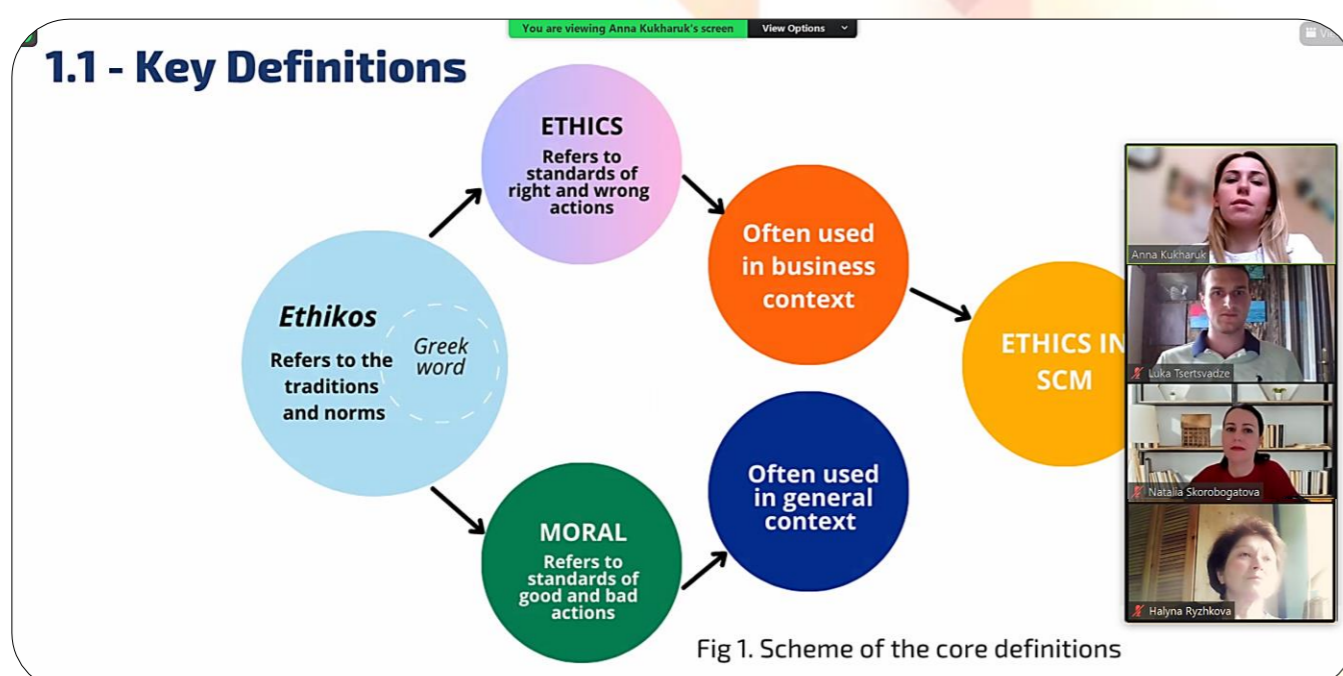 You are viewing Anna Kukharuk's screen
View Options
1.1 - Key Definitions
ETHICS
Refers to
standards of
right and wrong
actions
Often used
in business
context
Ethikos
Refers to the
traditions
and norms
Greek
word
ETHICS IN
SCM
MORAL
Refers to
standards of
good and bad
actions
Often used
in general
context
Fig 1. Scheme of the core definitions
Anna Kukharuk
Luka Tsertsvadze
Natalia Skorobogatova
Halyna Ryzhkova